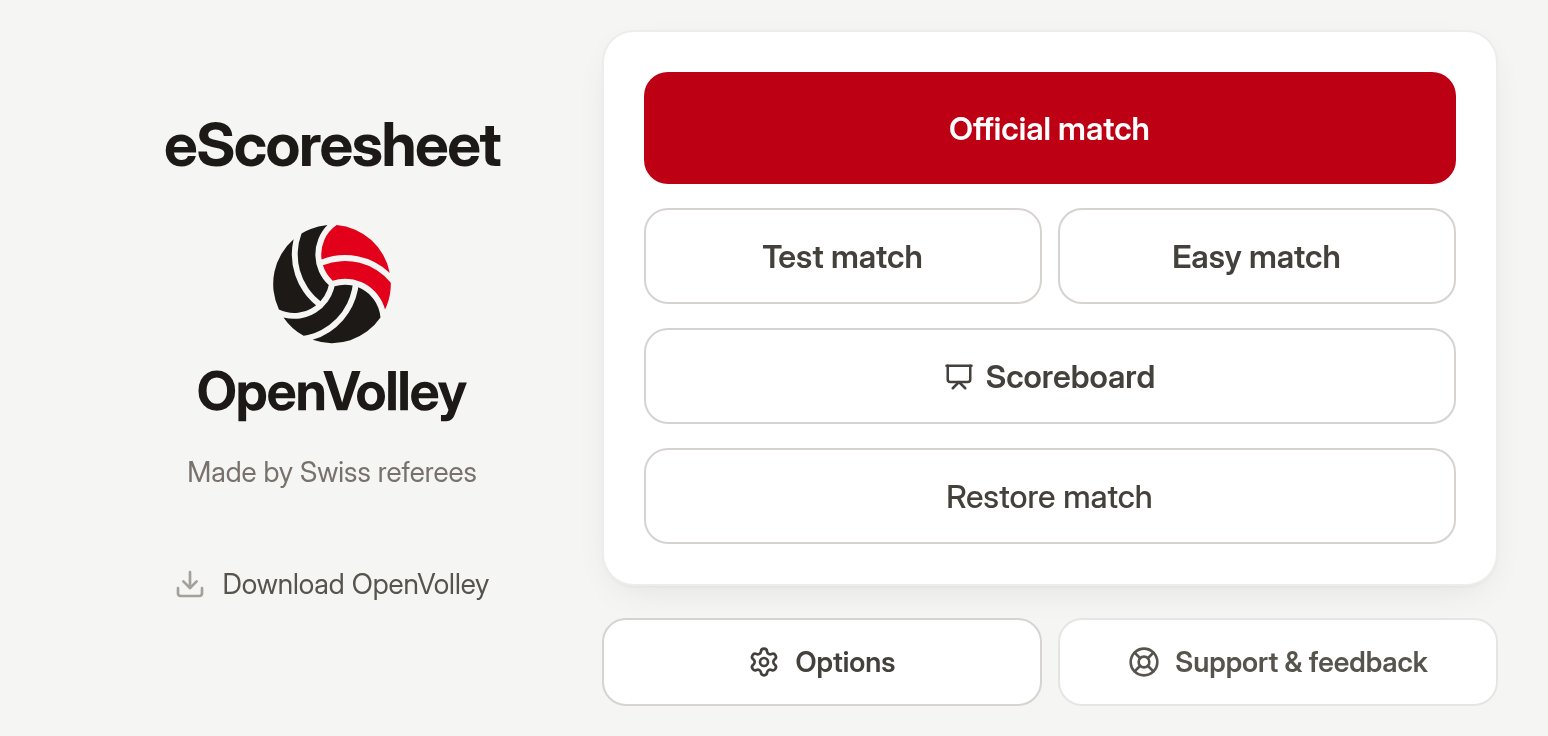 eScoresheet
OpenVolley
Made by Swiss referees
Download OpenVolley
Official match
Test match
Easy match
Scoreboard
Restore match
Options
Support & feedback